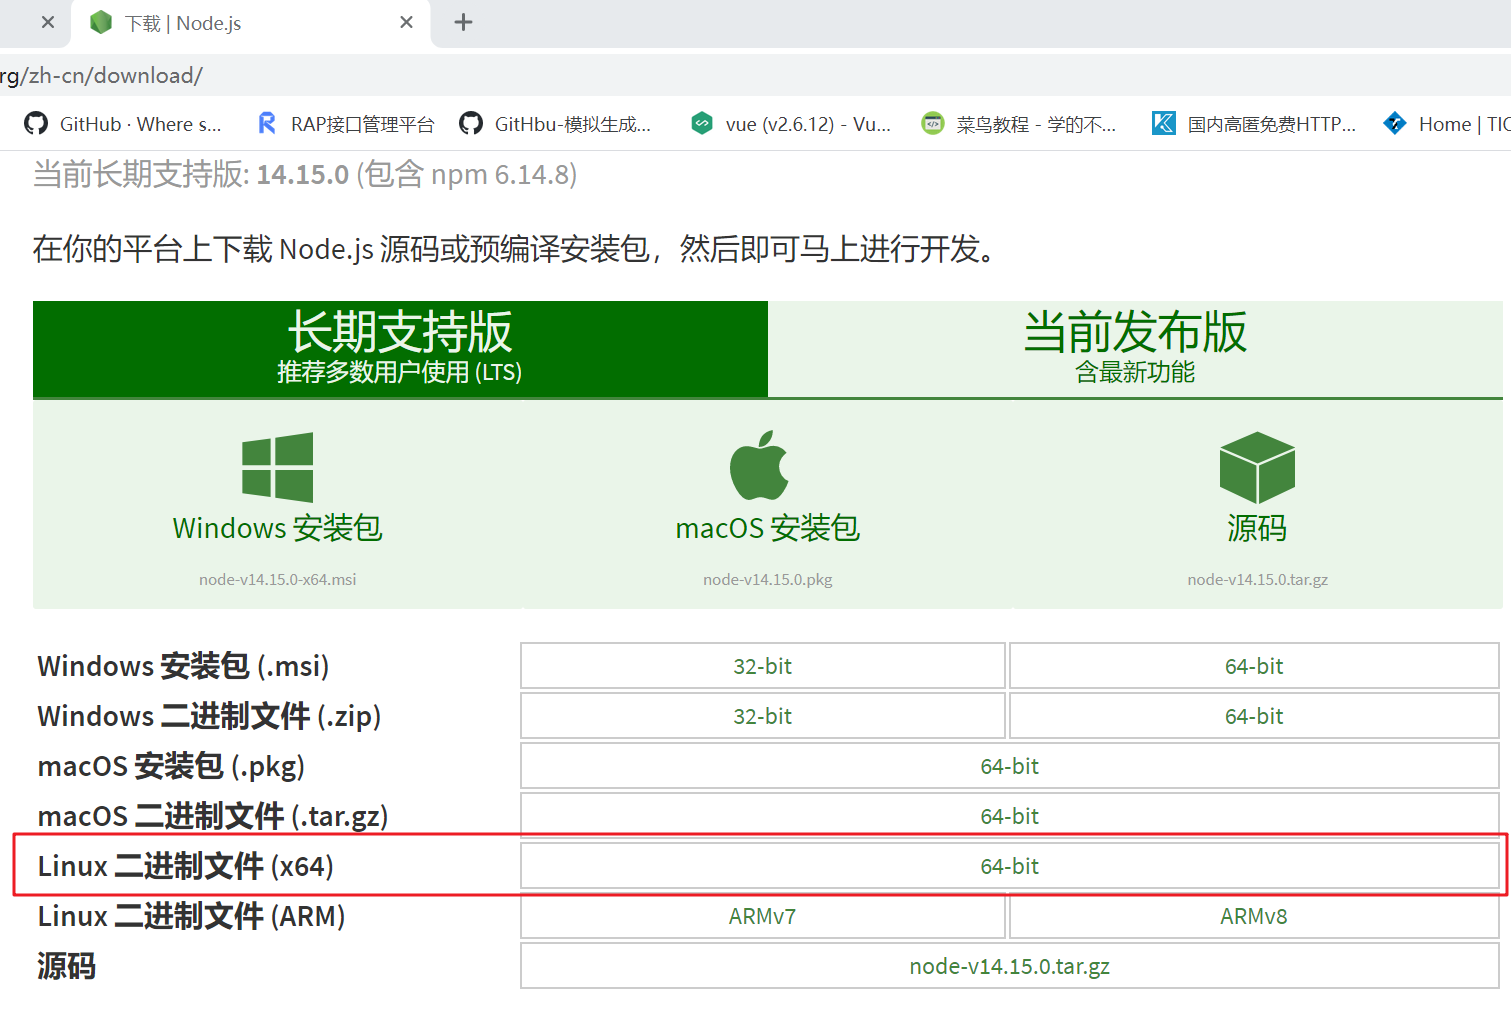 下载 | Node.js
rg/zh-cn/download/
GitHub · Where s...
RAP接口管理平台
GitHbu-模拟生成...
vue (v2.6.12) - Vu...
菜鸟教程 - 学的不...
国内高匿免费HTTP...
Home | TIO
当前长期支持版: 14.15.0 (包含 npm 6.14.8)
在你的平台上下载 Node.js 源码或预编译安装包，然后即可马上进行开发。
长期支持版
推荐多数用户使用 (LTS)
当前发布版
含最新功能
Windows 安装包
node-v14.15.0-x64.msi
macOS 安装包
node-v14.15.0.pkg
源码
node-v14.15.0.tar.gz
Windows 安装包 (.msi) 32-bit 64-bit
Windows 二进制文件 (.zip) 32-bit 64-bit
macOS 安装包 (.pkg) 64-bit
macOS 二进制文件 (.tar.gz) 64-bit
Linux 二进制文件 (x64) 64-bit
Linux 二进制文件 (ARM) ARMv7 ARMv8
源码 node-v14.15.0.tar.gz